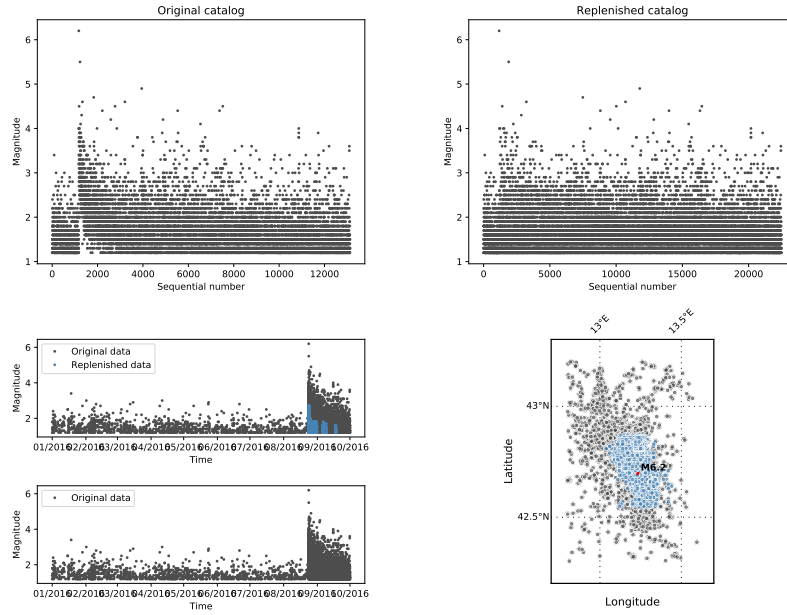 Original catalog
6
5
4
3
2
1
Magnitude
0 2000 4000 6000 8000 10000 12000
Sequential number
Replenished catalog
6
5
4
3
2
1
Magnitude
0 5000 10000 15000 20000
Sequential number
6
4
2
Magnitude
Original data
Replenished data
01/2016 02/2016 03/2016 04/2016 05/2016 06/2016 07/2016 08/2016 09/2016 10/2016
Time
6
4
2
Magnitude
Original data
01/2016 02/2016 03/2016 04/2016 05/2016 06/2016 07/2016 08/2016 09/2016 10/2016
Time
13°E 13.5°E
43°N
42.5°N
Latitude
M6.2
Longitude